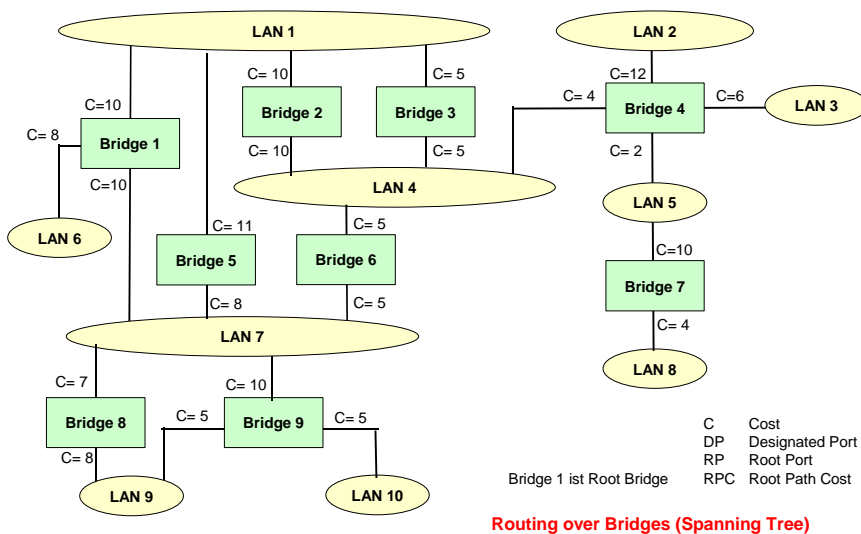 LAN 1
LAN 2
C= 10
C= 5
C=12
C=10
C= 4
C=6
Bridge 2
Bridge 3
Bridge 4
LAN 3
C= 8
Bridge 1
C= 10
C= 5
C= 2
C=10
LAN 4
LAN 5
C= 11
C= 5
LAN 6
Bridge 5
Bridge 6
C=10
Bridge 7
C= 8
C= 5
C= 4
LAN 7
LAN 8
C= 7
C= 10
Bridge 8
C= 5
Bridge 9
C= 5
C= 8
LAN 9
LAN 10
C Cost
DP Designated Port
RP Root Port
Bridge 1 ist Root Bridge
RPC Root Path Cost
Routing over Bridges (Spanning Tree)